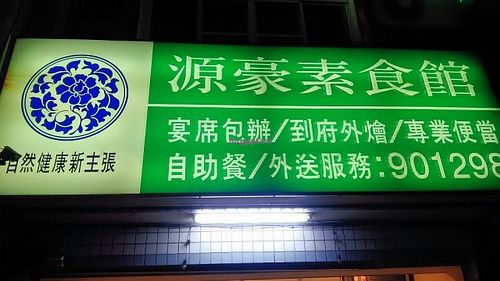 源豪素食館
宴席包辦/到府外燴/專業便當
自助餐/外送服務:901298
自然健康新主張